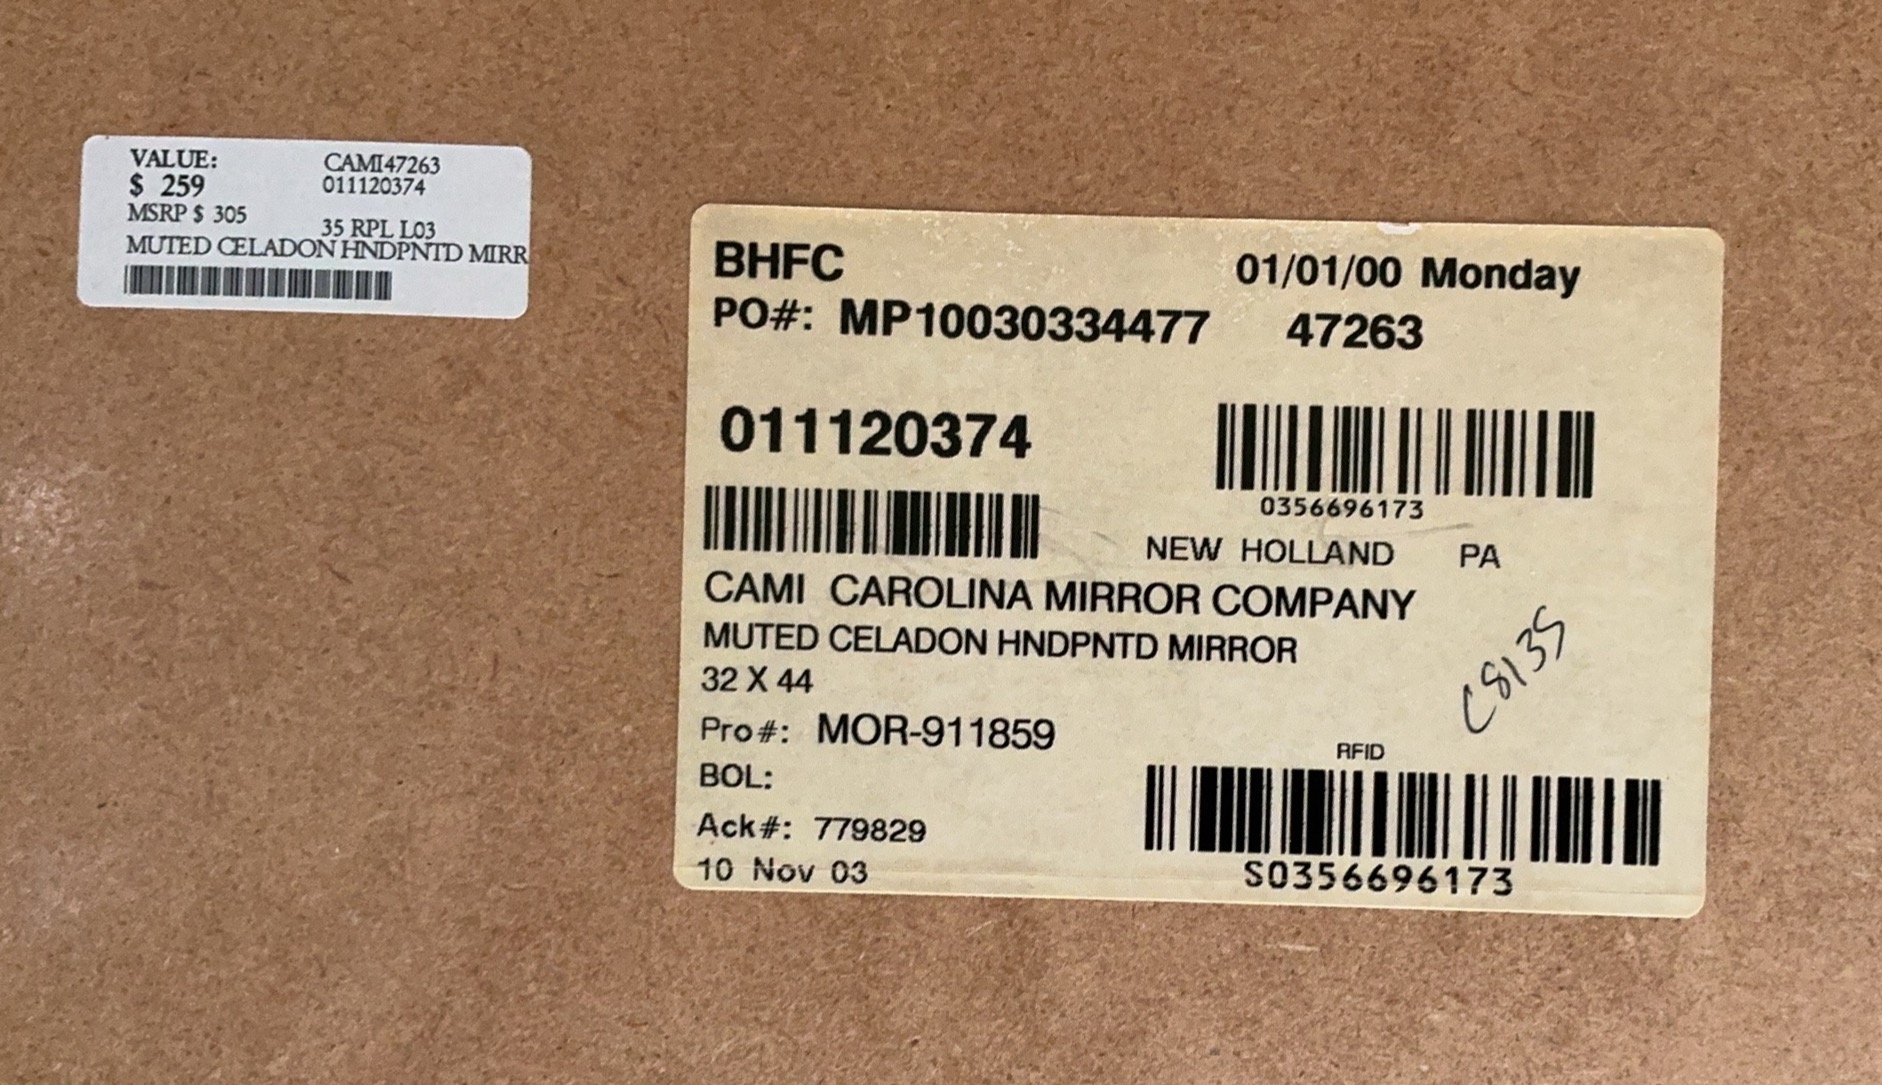 VALUE: CAMI47263
$ 259 011120374
MSRP $ 305
35 RPL L03
MUTED CELADON HNDPNTD MIRR
BHFC 01/01/00 Monday
PO#: MP10030334477 47263
011120374
0356696173
NEW HOLLAND PA
CAMI CAROLINA MIRROR COMPANY
MUTED CELADON HNDPNTD MIRROR
32 X 44
C8135
Pro#: MOR-911859
RFID
BOL:
Ack#: 779829
10 Nov 03
S0356696173